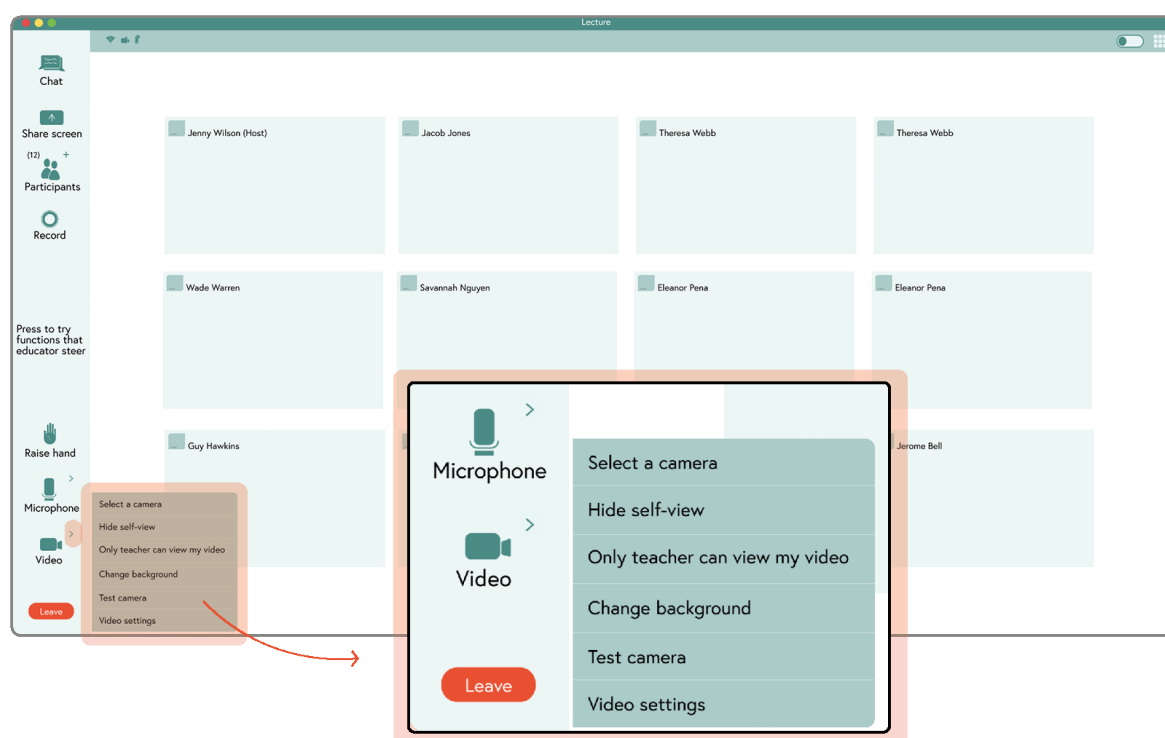 Lecture
Chat
Share screen
(12) +
Participants
Record
Press to try
functions that
educator steer
Raise hand
Microphone
Video
Leave
Jenny Wilson (Host)
Jacob Jones
Theresa Webb
Theresa Webb
Wade Warren
Savannah Nguyen
Eleanor Pena
Eleanor Pena
Guy Hawkins
Jerome Bell
Select a camera
Hide self-view
Only teacher can view my video
Change background
Test camera
Video settings
Microphone
Video
Leave
Select a camera
Hide self-view
Only teacher can view my video
Change background
Test camera
Video settings